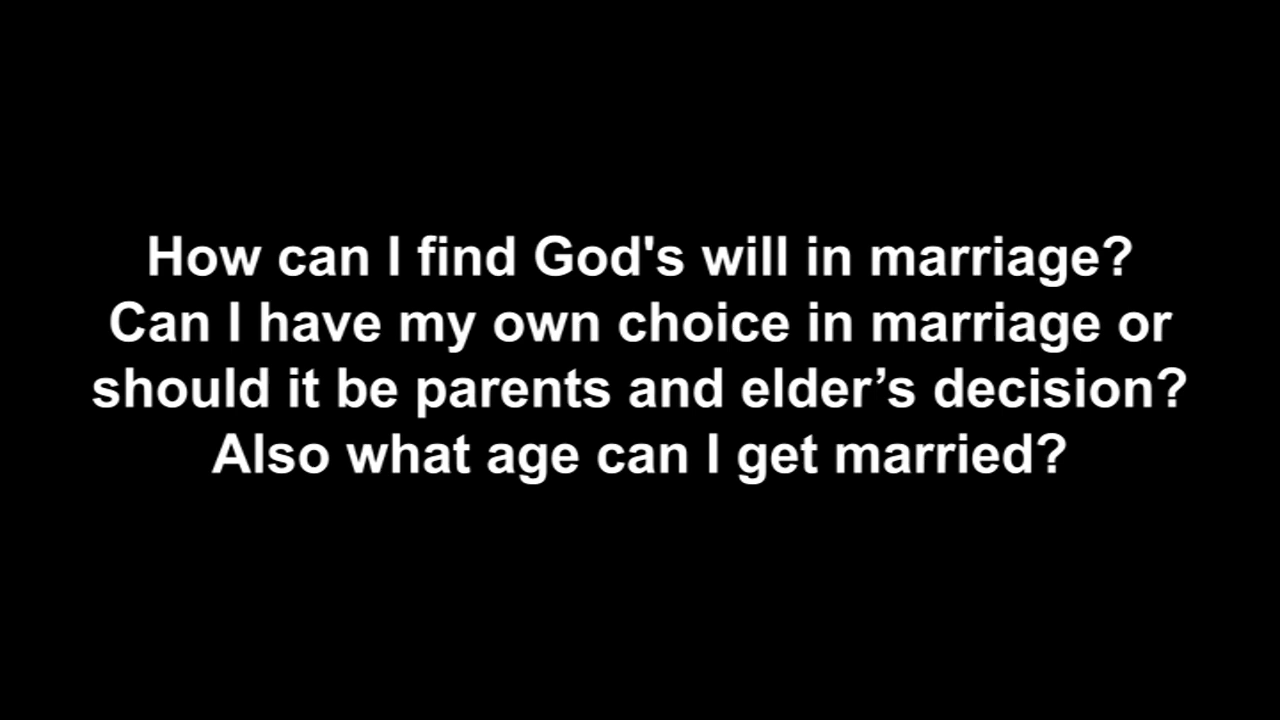 How can I find God's will in marriage?
Can I have my own choice in marriage or
should it be parents and elder’s decision?
Also what age can I get married?